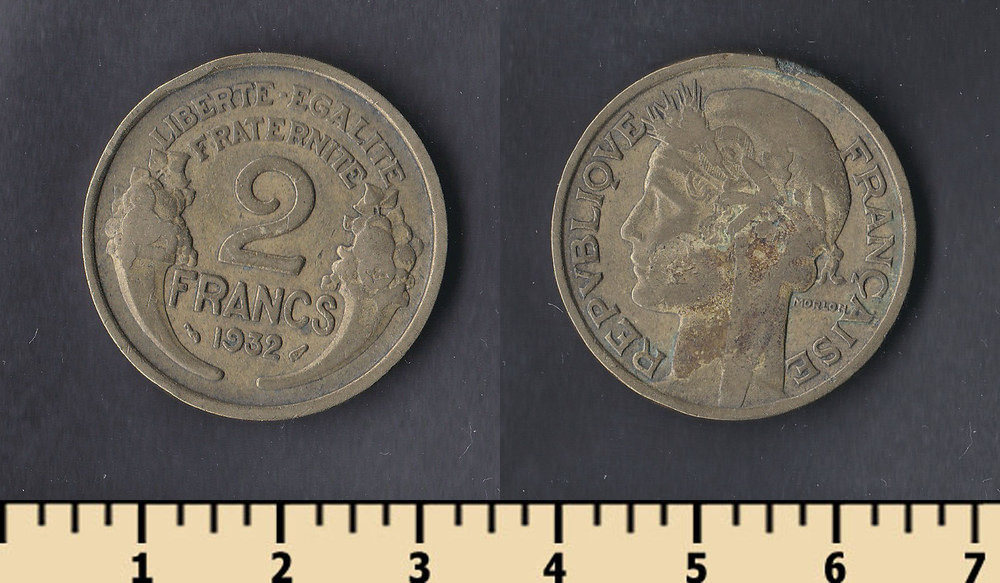 LIBERTE-EGALITE
FRATERNITE
2
FRANCS
1932
REPVBLIQVE FRANÇAISE
MORLON
1 2 3 4 5 6 7